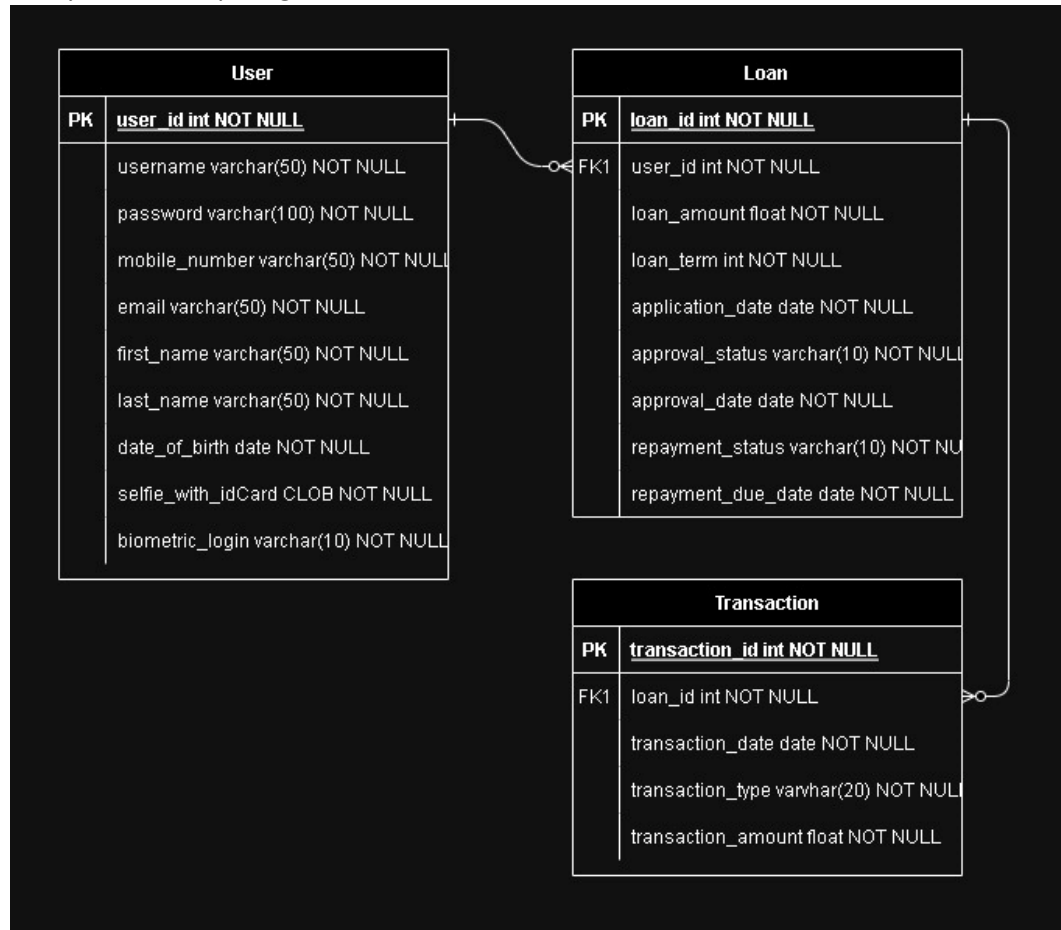 User
PK user_id int NOT NULL
username varchar(50) NOT NULL
password varchar(100) NOT NULL
mobile_number varchar(50) NOT NULL
email varchar(50) NOT NULL
first_name varchar(50) NOT NULL
last_name varchar(50) NOT NULL
date_of_birth date NOT NULL
selfie_with_idCard CLOB NOT NULL
biometric_login varchar(10) NOT NULL
Loan
PK loan_id int NOT NULL
FK1 user_id int NOT NULL
loan_amount float NOT NULL
loan_term int NOT NULL
application_date date NOT NULL
approval_status varchar(10) NOT NULL
approval_date date NOT NULL
repayment_status varchar(10) NOT NU
repayment_due_date date NOT NULL
Transaction
PK transaction_id int NOT NULL
FK1 loan_id int NOT NULL
transaction_date date NOT NULL
transaction_type varvhar(20) NOT NULL
transaction_amount float NOT NULL